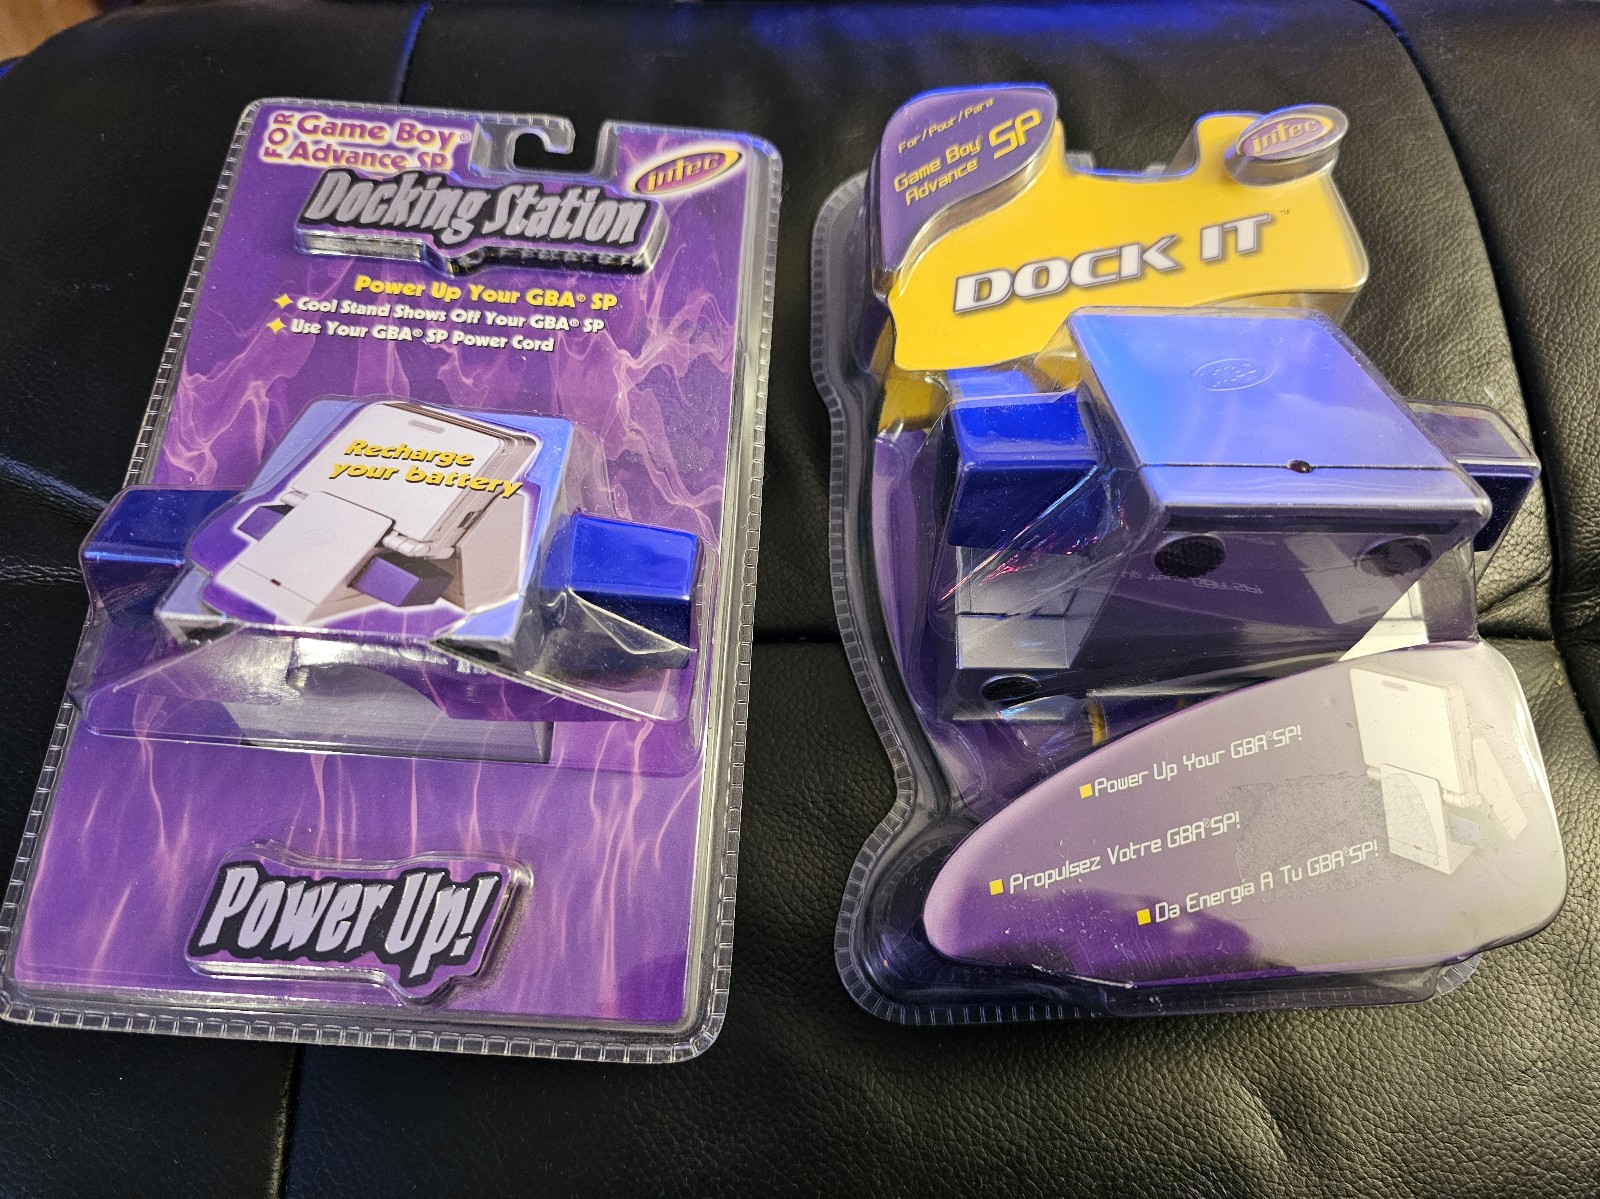 FOR Game Boy®
Advance SP
intec
Docking Station
Power Up Your GBA® SP
Cool Stand Shows Off Your GBA® SP
Use Your GBA® SP Power Cord
Recharge
your battery
Power Up!
For/Pour/Para
Game Boy®
Advance SP
intec
DOCK IT™
intec
Power Up Your GBA®SP!
Propulsez Votre GBA®SP!
Da Energía A Tu GBA®SP!